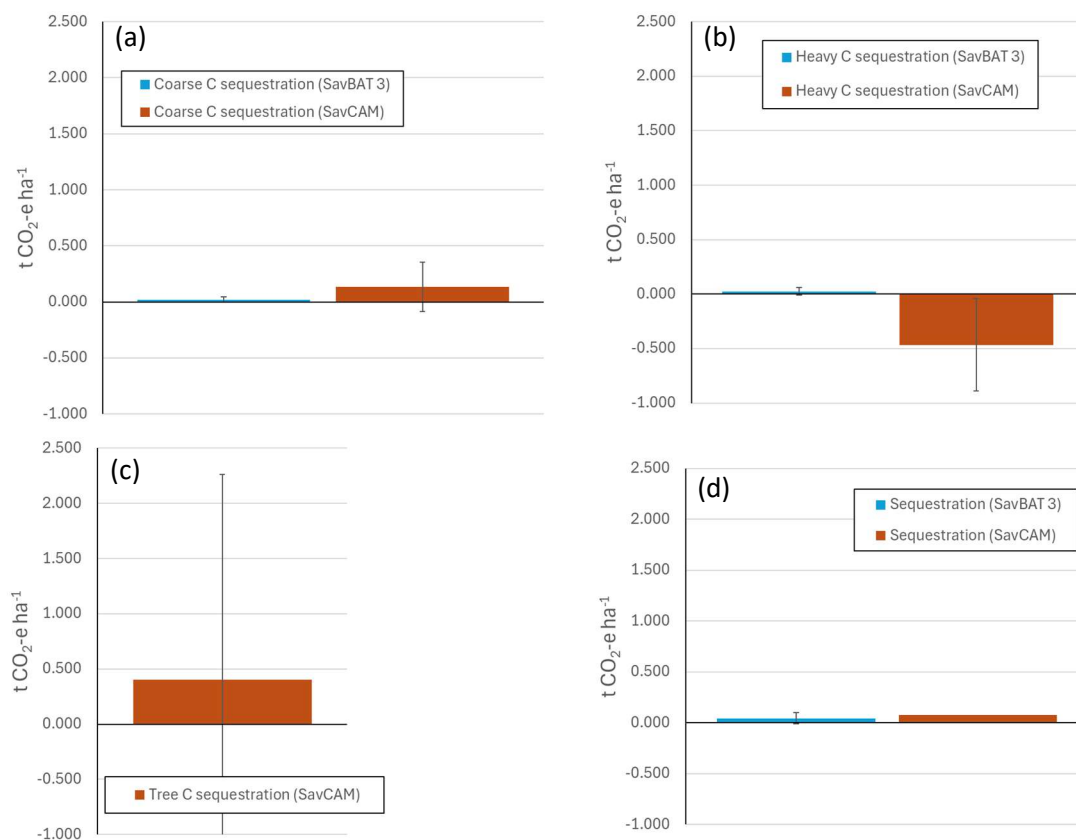 (a)
Coarse C sequestration (SavBAT 3)
Coarse C sequestration (SavCAM)
t CO₂-e ha⁻¹
2.500
2.000
1.500
1.000
0.500
0.000
-0.500
-1.000
(b)
Heavy C sequestration (SavBAT 3)
Heavy C sequestration (SavCAM)
t CO₂-e ha⁻¹
2.500
2.000
1.500
1.000
0.500
0.000
-0.500
-1.000
(c)
t CO₂-e ha⁻¹
2.500
2.000
1.500
1.000
0.500
0.000
-0.500
-1.000
Tree C sequestration (SavCAM)
(d)
Sequestration (SavBAT 3)
Sequestration (SavCAM)
t CO₂-e ha⁻¹
2.500
2.000
1.500
1.000
0.500
0.000
-0.500
-1.000